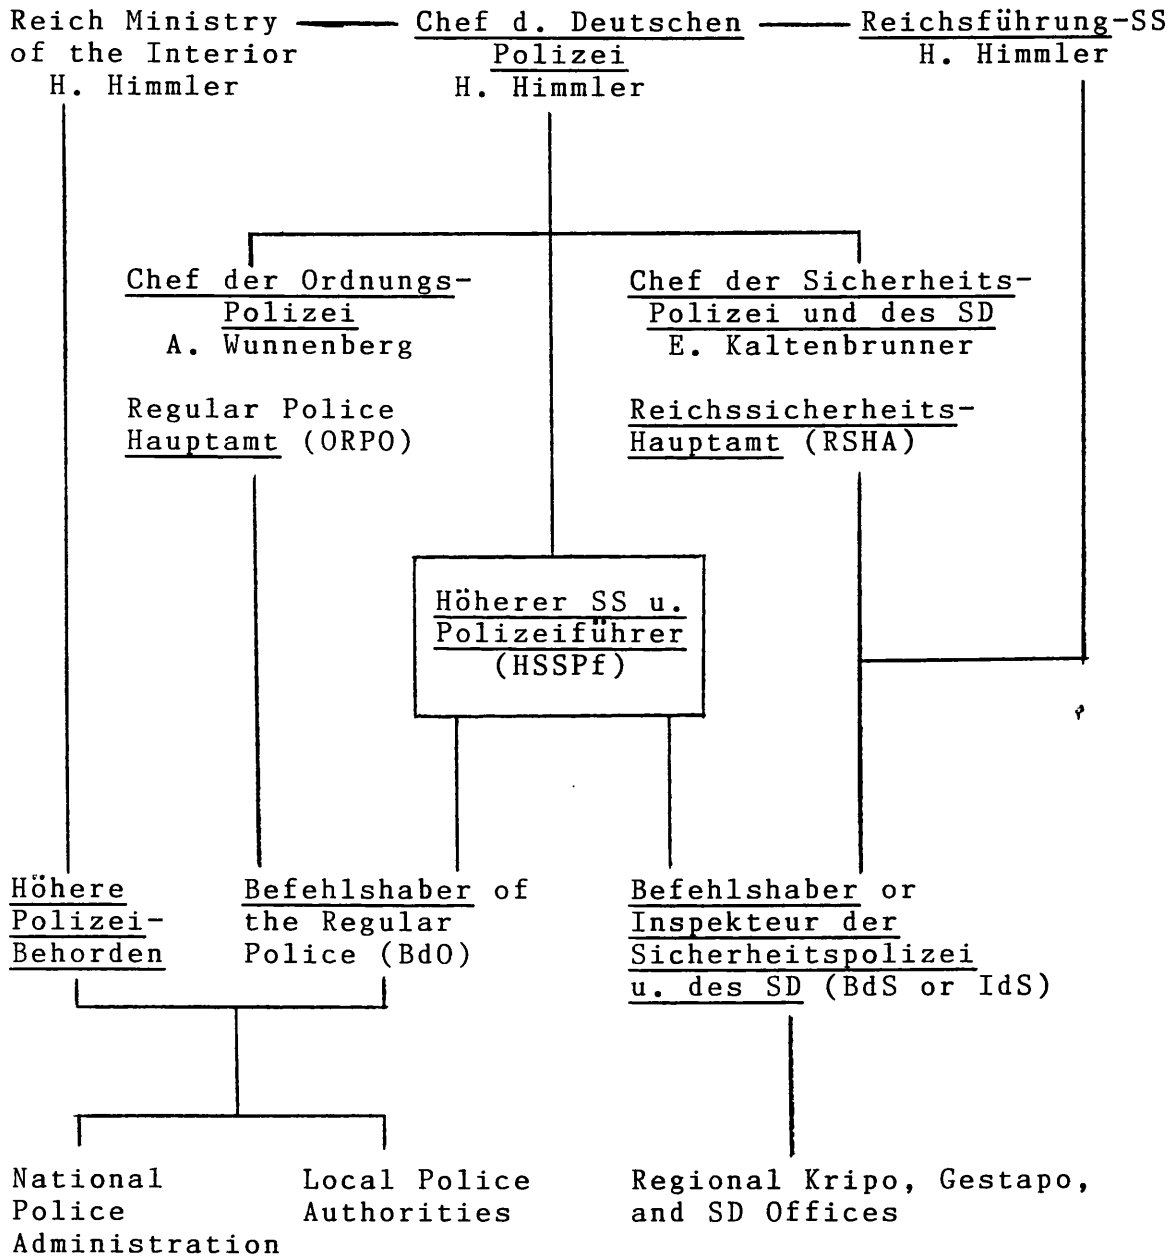 Reich Ministry
of the Interior
H. Himmler
Chef d. Deutschen
Polizei
H. Himmler
Reichsführung-SS
H. Himmler
Chef der Ordnungs-
Polizei
A. Wunnenberg
Chef der Sicherheits-
Polizei und des SD
E. Kaltenbrunner
Regular Police
Hauptamt (ORPO)
Reichssicherheits-
Hauptamt (RSHA)
Höherer SS u.
Polizeiführer
(HSSPf)
Höhere
Polizei-
Behorden
Befehlshaber of
the Regular
Police (BdO)
Befehlshaber or
Inspekteur der
Sicherheitspolizei
u. des SD (BdS or IdS)
National
Police
Administration
Local Police
Authorities
Regional Kripo, Gestapo,
and SD Offices